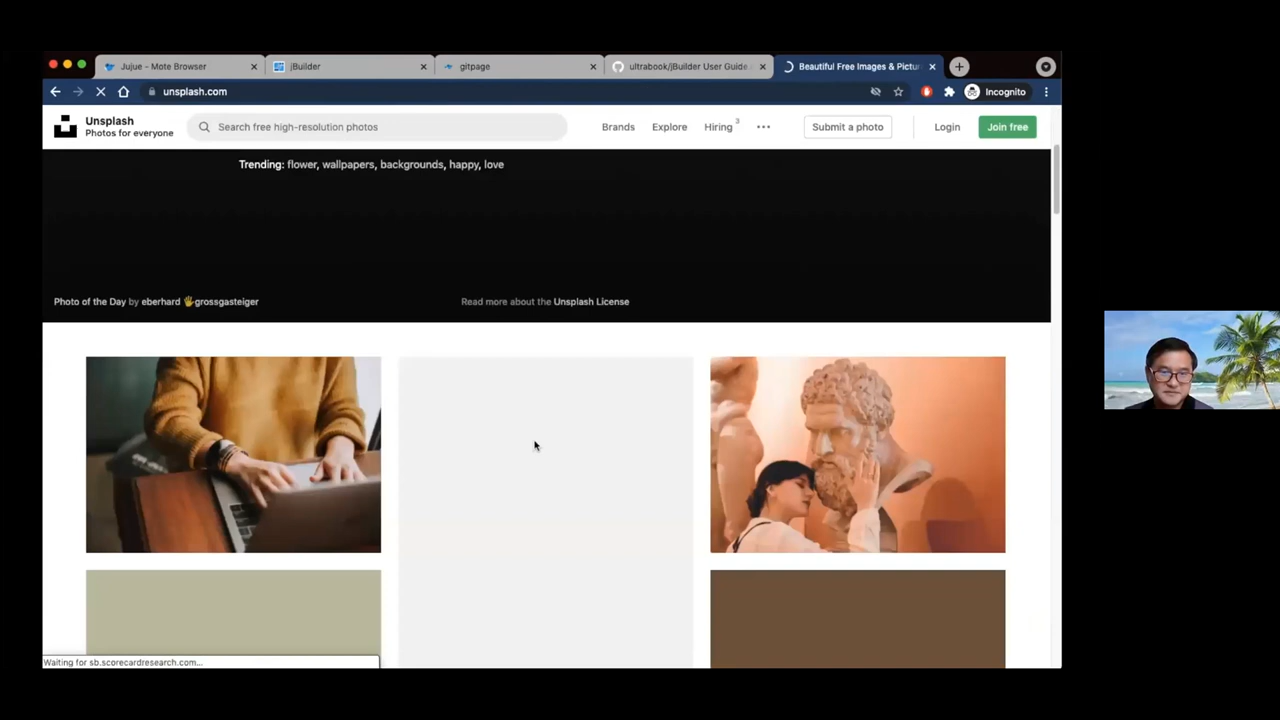 Jujue - Mote Browser
jBuilder
gitpage
ultrabook/jBuilder User Guide
Beautiful Free Images & Pictur
unsplash.com
Incognito
Unsplash
Photos for everyone
Search free high-resolution photos
Brands
Explore
Hiring 3
Submit a photo
Login
Join free
Trending: flower, wallpapers, backgrounds, happy, love
Photo of the Day by eberhard 🖐grossgasteiger
Read more about the Unsplash License
Waiting for sb.scorecardresearch.com...